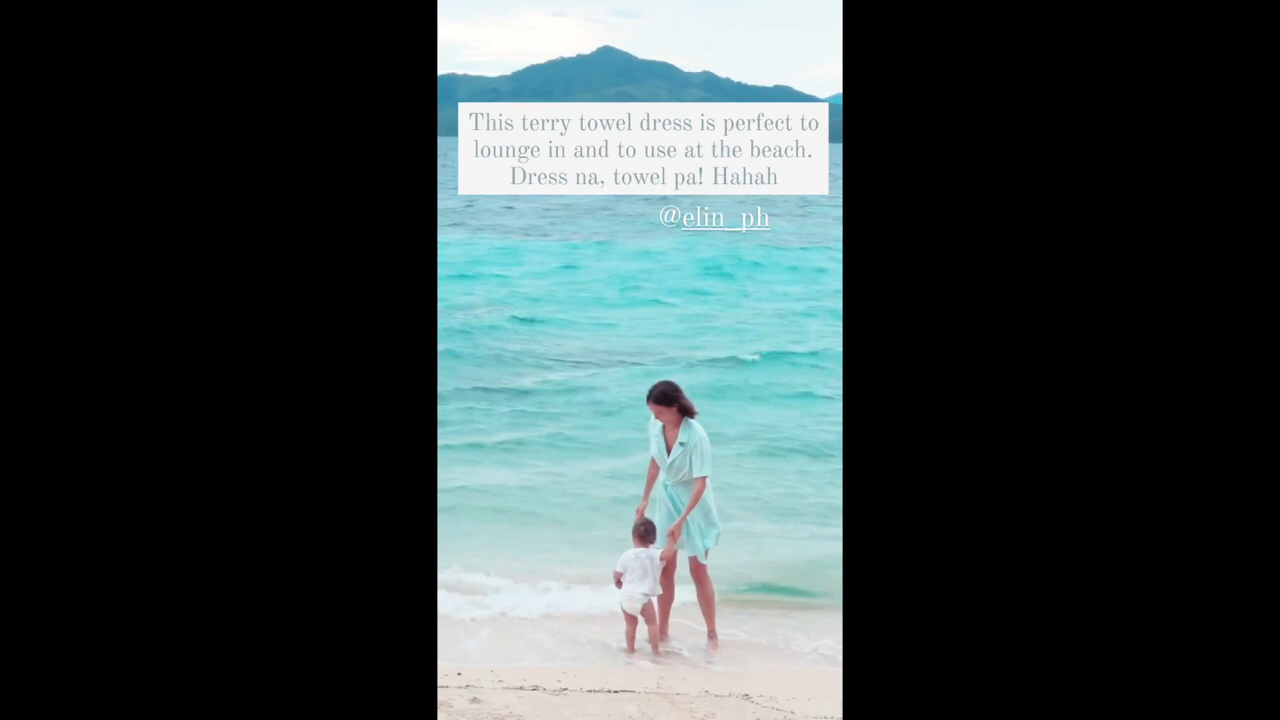 This terry towel dress is perfect to
lounge in and to use at the beach.
Dress na, towel pa! Hahah
@elin_ph